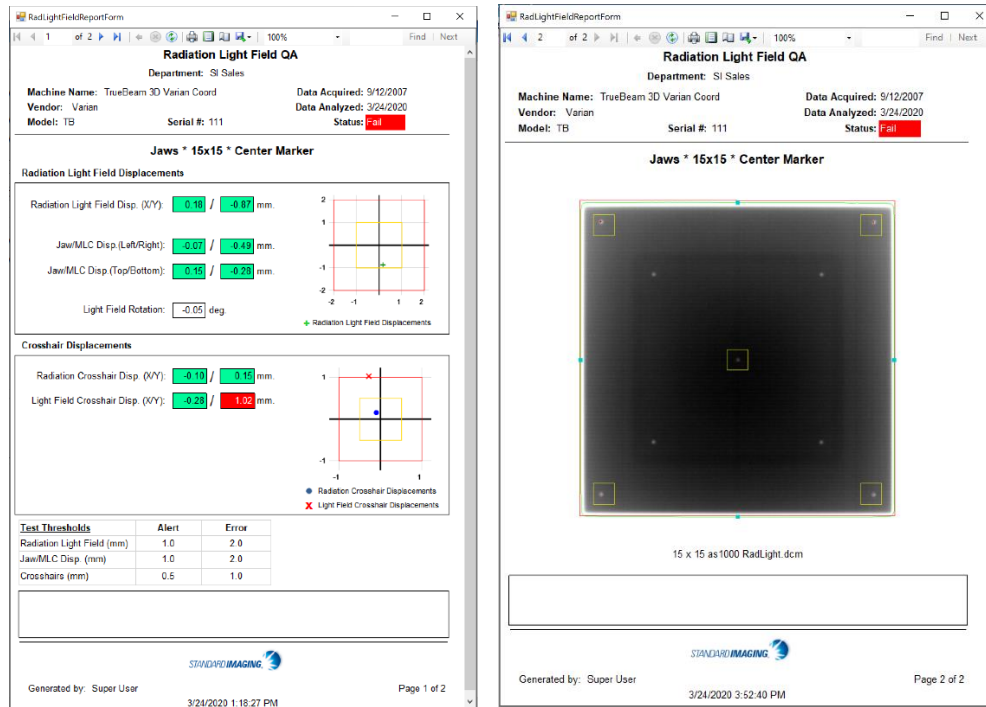 RadLightFieldReportForm
1 of 2 100% Find | Next
Radiation Light Field QA
Department: SI Sales
Machine Name: TrueBeam 3D Varian Coord Data Acquired: 9/12/2007
Vendor: Varian Data Analyzed: 3/24/2020
Model: TB Serial #: 111 Status: Fail
Jaws * 15x15 * Center Marker
Radiation Light Field Displacements
Radiation Light Field Disp. (X/Y): 0.18 / -0.87 mm.
Jaw/MLC Disp.(Left/Right): -0.07 / -0.49 mm.
Jaw/MLC Disp.(Top/Bottom): 0.15 / -0.28 mm.
Light Field Rotation: -0.05 deg.
2
1
-1
-2
-2 -1 1 2
Radiation Light Field Displacements
Crosshair Displacements
Radiation Crosshair Disp. (X/Y): -0.10 / 0.15 mm.
Light Field Crosshair Disp. (X/Y): -0.28 / 1.02 mm.
1
-1
-1 1
Radiation Crosshair Displacements
Light Field Crosshair Displacements
Test Thresholds Alert Error
Radiation Light Field (mm) 1.0 2.0
Jaw/MLC Disp. (mm) 1.0 2.0
Crosshairs (mm) 0.5 1.0
STANDARD IMAGING
Generated by: Super User Page 1 of 2
3/24/2020 1:18:27 PM
RadLightFieldReportForm
2 of 2 100% Find | Next
Radiation Light Field QA
Department: SI Sales
Machine Name: TrueBeam 3D Varian Coord Data Acquired: 9/12/2007
Vendor: Varian Data Analyzed: 3/24/2020
Model: TB Serial #: 111 Status: Fail
Jaws * 15x15 * Center Marker
15 x 15 as1000 RadLight.dcm
STANDARD IMAGING
Generated by: Super User Page 2 of 2
3/24/2020 3:52:40 PM